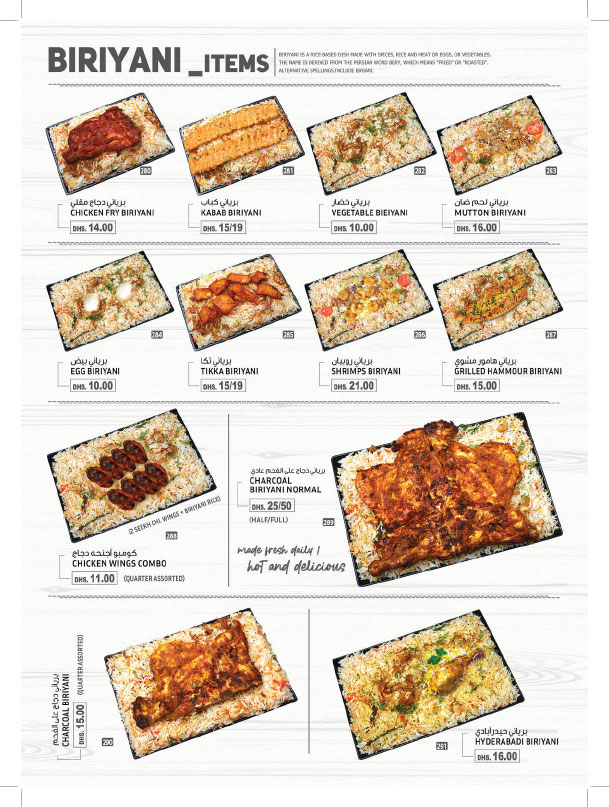 BIRIYANI _ITEMS
BIRIYANI IS A RICE-BASED DISH MADE WITH SPICES, RICE AND MEAT OR EGGS, OR VEGETABLES.
THE NAME IS DERIVED FROM THE PERSIAN WORD BERY, WHICH MEANS "FRIED" OR "ROASTED".
ALTERNATIVE SPELLINGS INCLUDE BIRIANI.
280
برياني دجاج مقلي
CHICKEN FRY BIRIYANI
DHS. 14.00
281
برياني كباب
KABAB BIRIYANI
DHS. 15/19
282
برياني خضار
VEGETABLE BIEIYANI
DHS. 10.00
283
برياني لحم ضان
MUTTON BIRIYANI
DHS. 16.00
284
برياني بيض
EGG BIRIYANI
DHS. 10.00
285
برياني تكا
TIKKA BIRIYANI
DHS. 15/19
286
برياني روبيان
SHRIMPS BIRIYANI
DHS. 21.00
287
برياني هامور مشوي
GRILLED HAMMOUR BIRIYANI
DHS. 15.00
(2 SEEKH CHI. WINGS + BIRIYANI RICE)
288
كومبو أجنحه دجاج
CHICKEN WINGS COMBO
DHS. 11.00 (QUARTER ASSORTED)
برياني دجاج على الفحم عادي
CHARCOAL
BIRIYANI NORMAL
DHS. 25/50
(HALF/FULL)
289
made fresh daily |
hot and delicious
برياني دجاج على الفحم
CHARCOAL BIRIYANI
DHS. 15.00 (QUARTER ASSORTED)
290
291
برياني حيدرآبادي
HYDERABADI BIRIYANI
DHS. 16.00